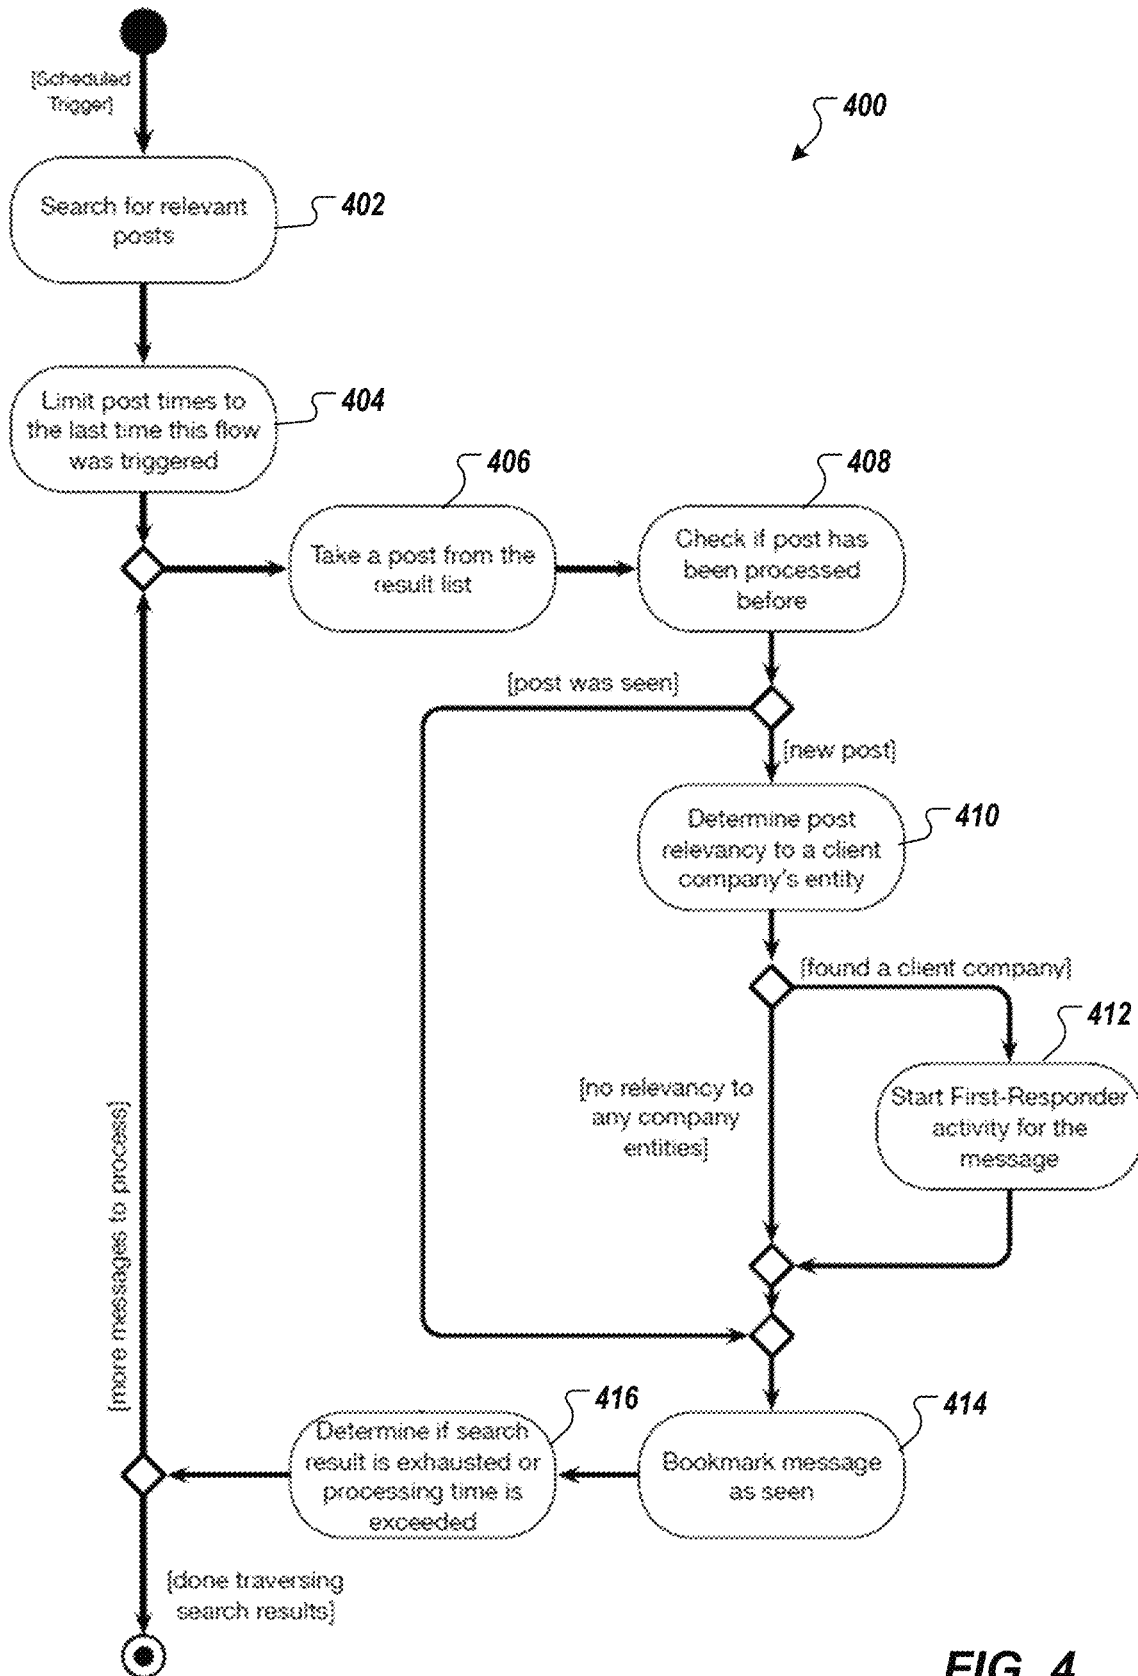 [Scheduled
Trigger]
400
Search for relevant
posts
402
Limit post times to
the last time this flow
was triggered
404
406
Take a post from the
result list
408
Check if post has
been processed
before
[post was seen]
[new post]
Determine post
relevancy to a client
company's entity
410
[found a client company]
412
Start First-Responder
activity for the
message
[no relevancy to
any company
entities]
[more messages to process]
416
Determine if search
result is exhausted or
processing time is
exceeded
414
Bookmark message
as seen
[done traversing
search results]
FIG. 4